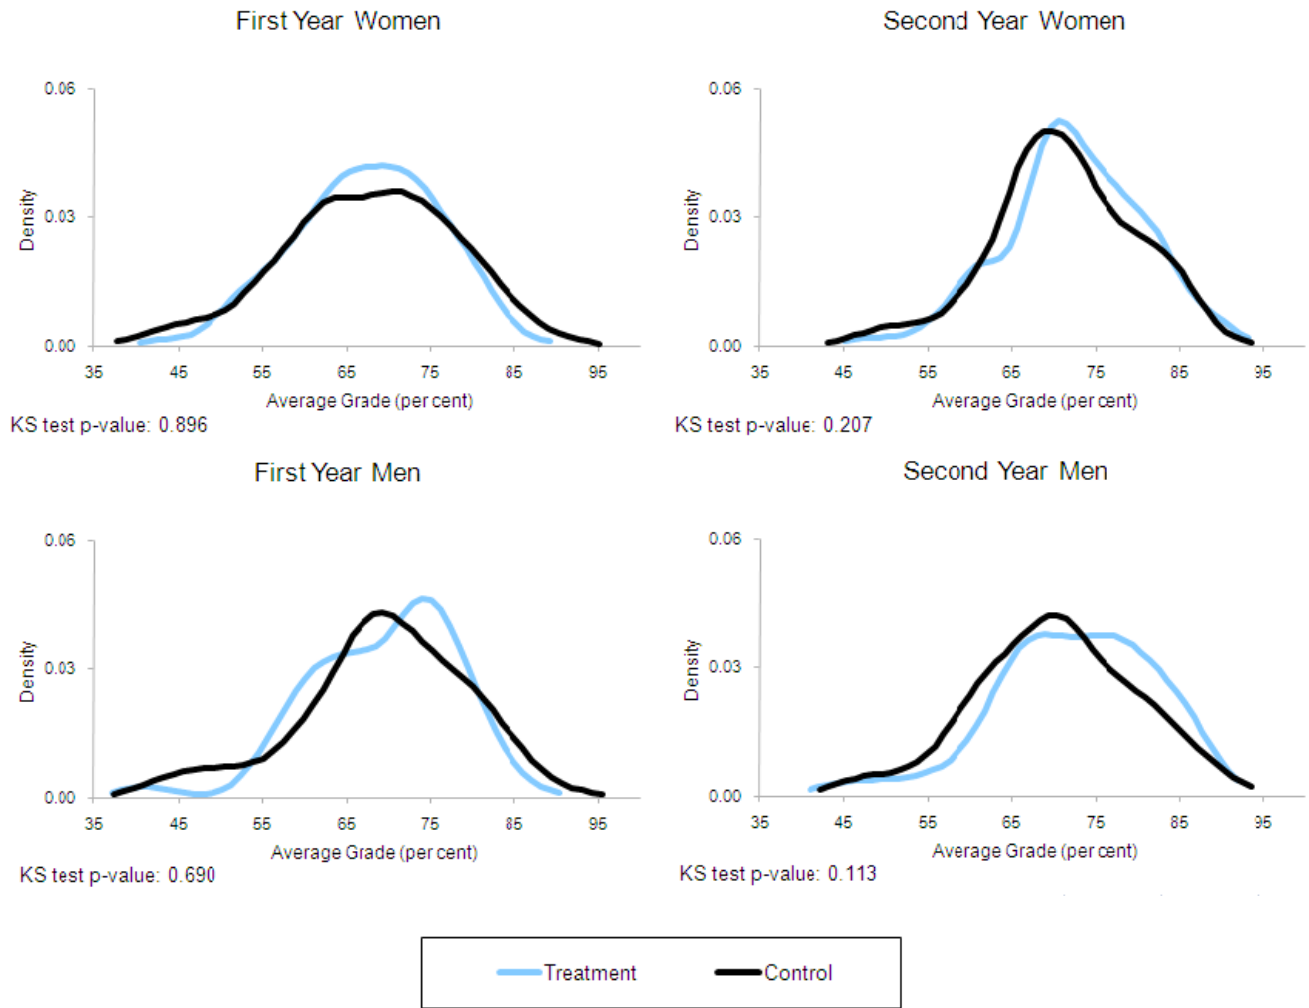 First Year Women
Second Year Women
0.06
0.03
0.00
Density
35 45 55 65 75 85 95
Average Grade (per cent)
KS test p-value: 0.896
0.06
0.03
0.00
Density
35 45 55 65 75 85 95
Average Grade (per cent)
KS test p-value: 0.207
First Year Men
Second Year Men
0.06
0.03
0.00
Density
35 45 55 65 75 85 95
Average Grade (per cent)
KS test p-value: 0.690
0.06
0.03
0.00
Density
35 45 55 65 75 85 95
Average Grade (per cent)
KS test p-value: 0.113
Treatment Control